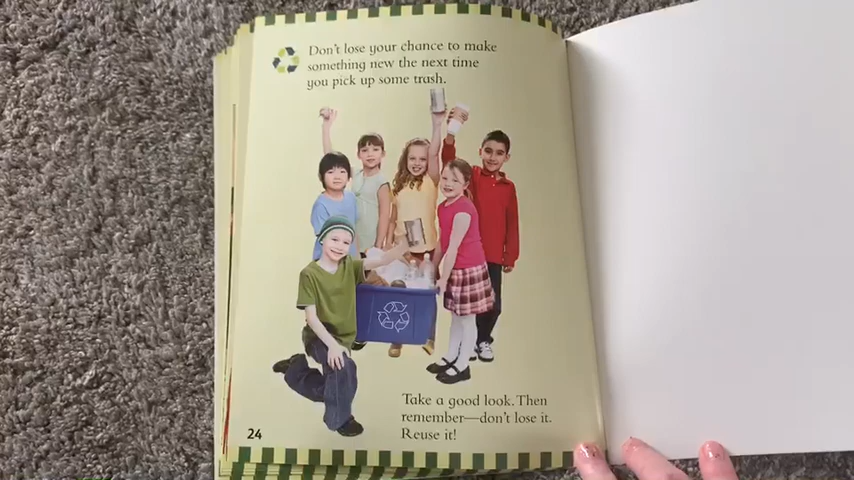 Don't lose your chance to make
something new the next time
you pick up some trash.
Take a good look. Then
remember—don't lose it.
Reuse it!
24